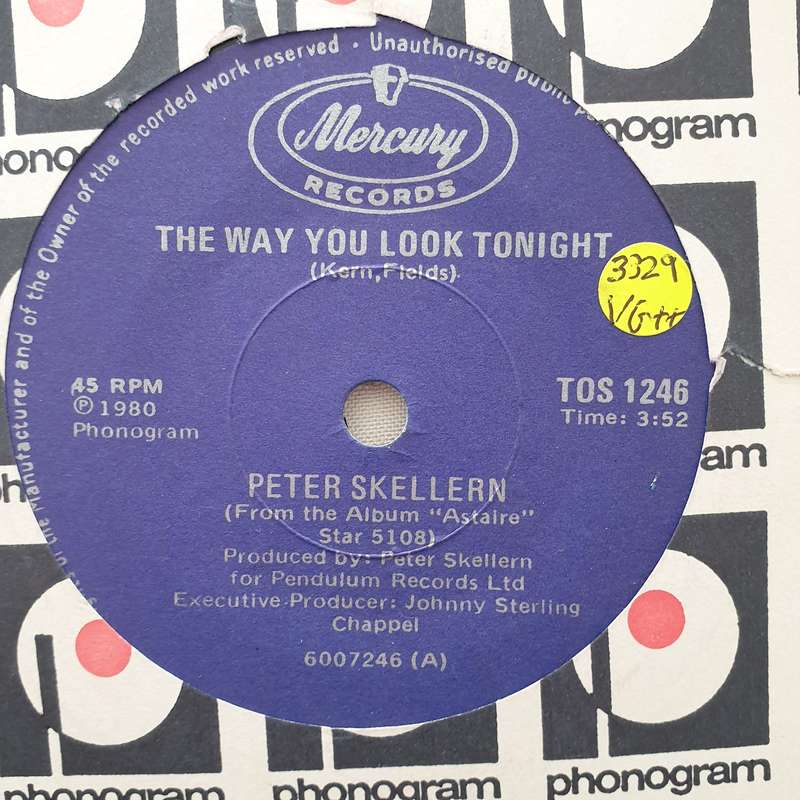 of the Manufacturer and of the Owner of the recorded work reserved · Unauthorised public
Mercury
RECORDS
THE WAY YOU LOOK TONIGHT
(Kern, Fields)
3329
VG++
45 RPM
℗ 1980
Phonogram
TOS 1246
Time: 3:52
PETER SKELLERN
(From the Album "Astaire"
Star 5108)
Produced by: Peter Skellern
for Pendulum Records Ltd
Executive Producer: Johnny Sterling
Chappel
6007246 (A)
phonogram
phonogram
phonogram